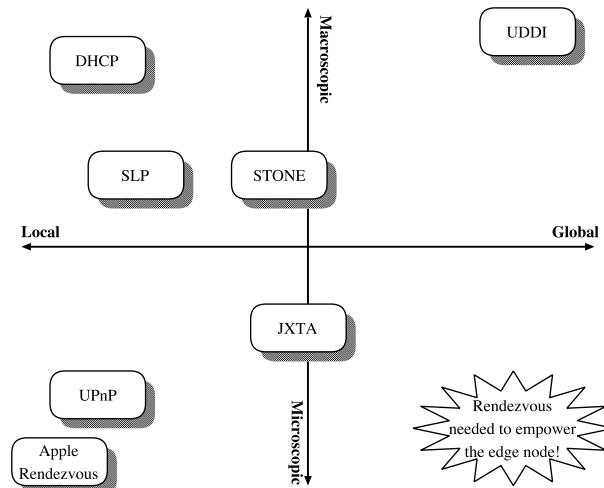 UDDI
DHCP
Macroscopic
SLP
STONE
Local
Global
JXTA
UPnP
Microscopic
Rendezvous
needed to empower
the edge node!
Apple
Rendezvous